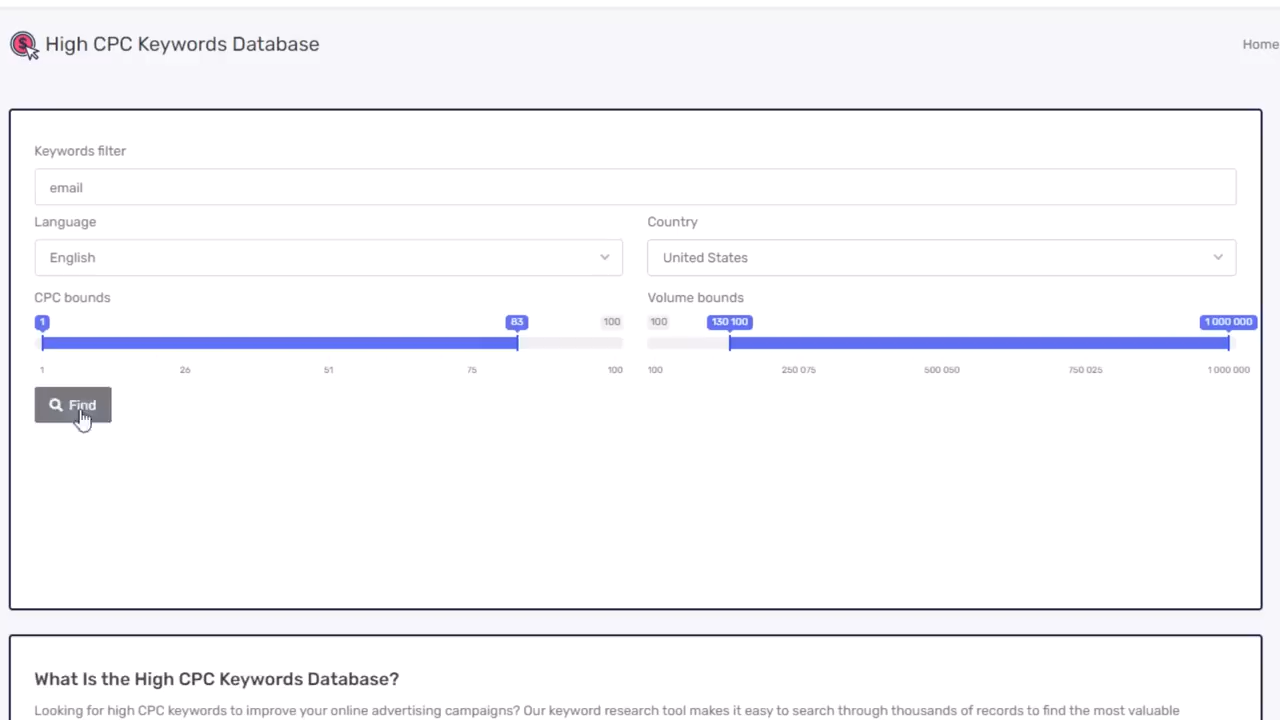 High CPC Keywords Database
Home
Keywords filter
email
Language
Country
English
United States
CPC bounds
Volume bounds
1 83 100
100 130 100 1 000 000
1 26 51 75 100
100 250 075 500 050 750 025 1 000 000
Find
What Is the High CPC Keywords Database?
Looking for high CPC keywords to improve your online advertising campaigns? Our keyword research tool makes it easy to search through thousands of records to find the most valuable